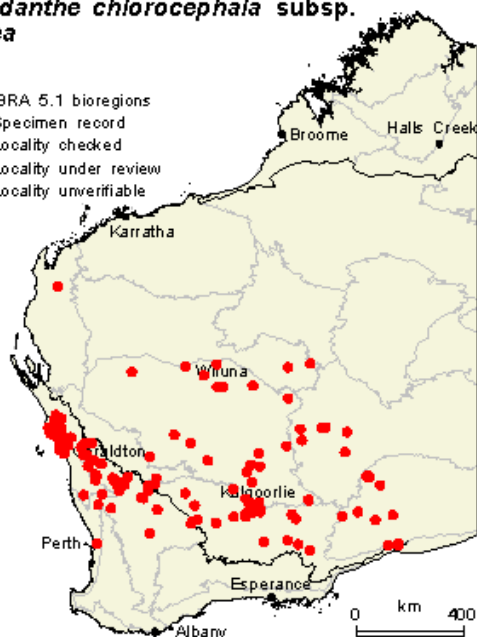 danthe chlorocephala subsp.
ea
BRA 5.1 bioregions
Specimen record
Locality checked
Locality under review
Locality unverifiable
Broome
Halls Creek
Karratha
Wiluna
Geraldton
Kalgoorlie
Perth
Esperance
Albany
km
0 400